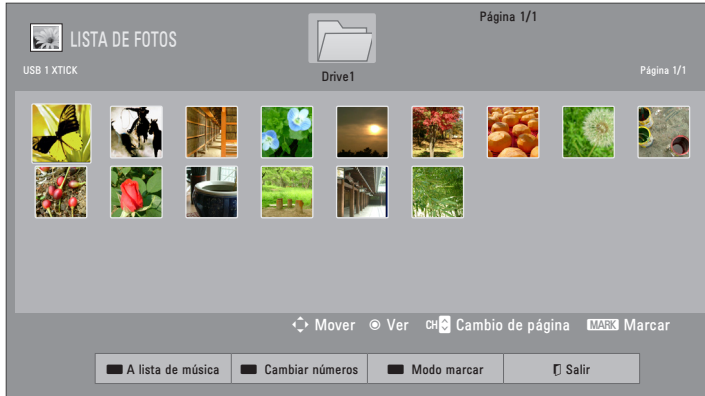 Página 1/1
LISTA DE FOTOS
Drive1
USB 1 XTICK
Página 1/1
Mover Ver CH Cambio de página MARK Marcar
A lista de música Cambiar números Modo marcar Salir